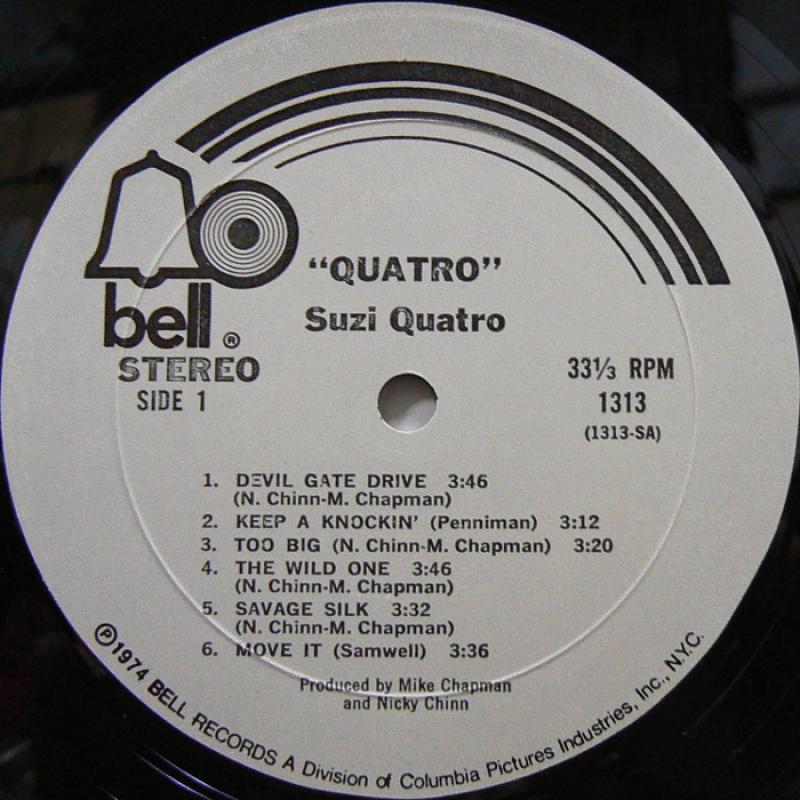 "QUATRO"
Suzi Quatro
bell ®
STEREO
SIDE 1
33⅓ RPM
1313
(1313-SA)
1. DEVIL GATE DRIVE 3:46
(N. Chinn-M. Chapman)
2. KEEP A KNOCKIN' (Penniman) 3:12
3. TOO BIG (N. Chinn-M. Chapman) 3:20
4. THE WILD ONE 3:46
(N. Chinn-M. Chapman)
5. SAVAGE SILK 3:32
(N. Chinn-M. Chapman)
6. MOVE IT (Samwell) 3:36
Produced by Mike Chapman
and Nicky Chinn
℗1974 BELL RECORDS A Division of Columbia Pictures Industries, Inc., N.Y.C.